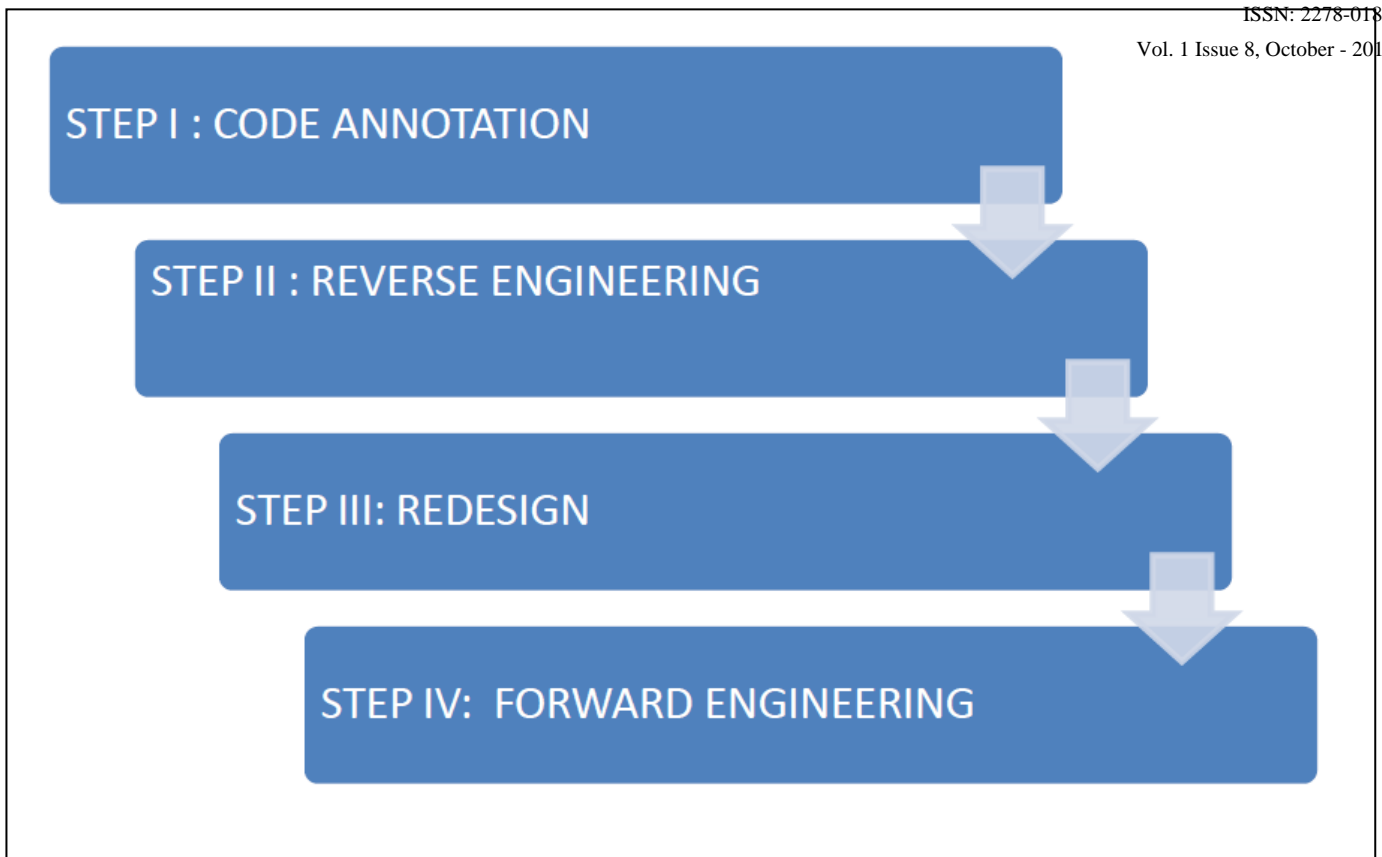 ISSN: 2278-018
Vol. 1 Issue 8, October - 201
STEP I : CODE ANNOTATION
STEP II : REVERSE ENGINEERING
STEP III: REDESIGN
STEP IV:  FORWARD ENGINEERING